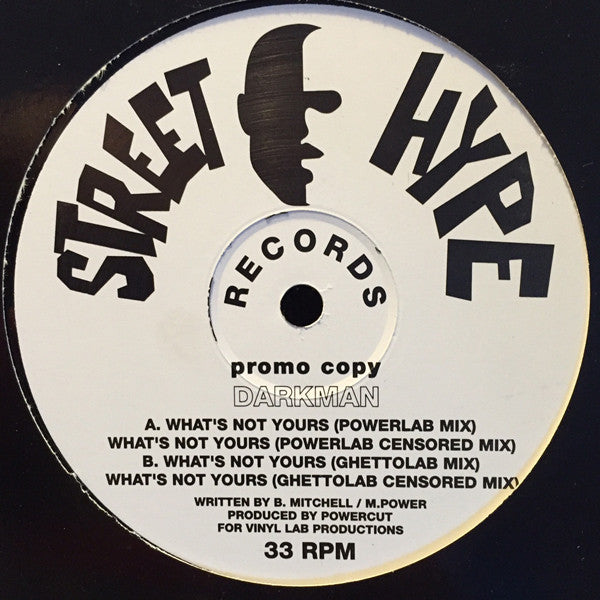 STREET HYPE
RECORDS
promo copy
DARKMAN
A. WHAT'S NOT YOURS (POWERLAB MIX)
WHAT'S NOT YOURS (POWERLAB CENSORED MIX)
B. WHAT'S NOT YOURS (GHETTOLAB MIX)
WHAT'S NOT YOURS (GHETTOLAB CENSORED MIX)
WRITTEN BY B. MITCHELL / M.POWER
PRODUCED BY POWERCUT
FOR VINYL LAB PRODUCTIONS
33 RPM